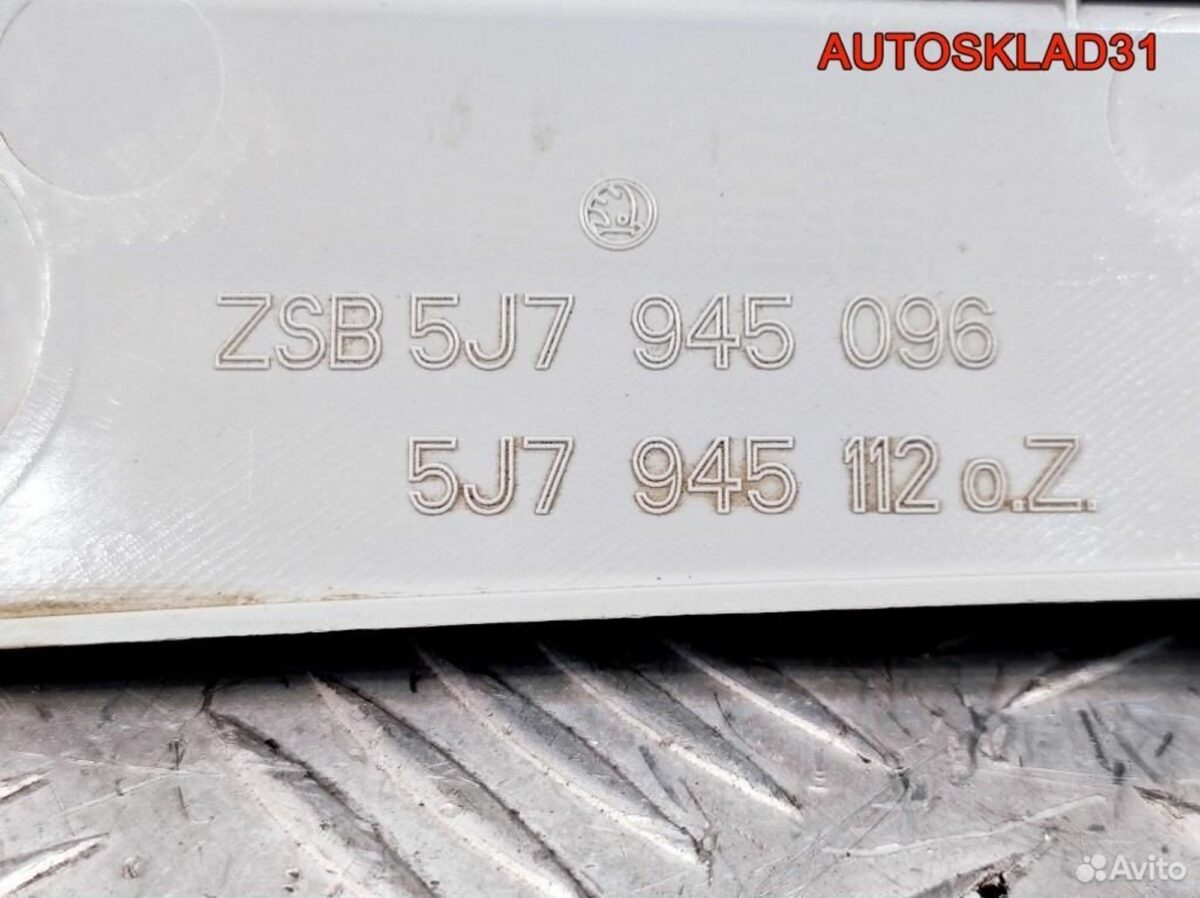 AUTOSKLAD31
ZSB 5J7 945 096
5J7 945 112 o.Z.
Avito